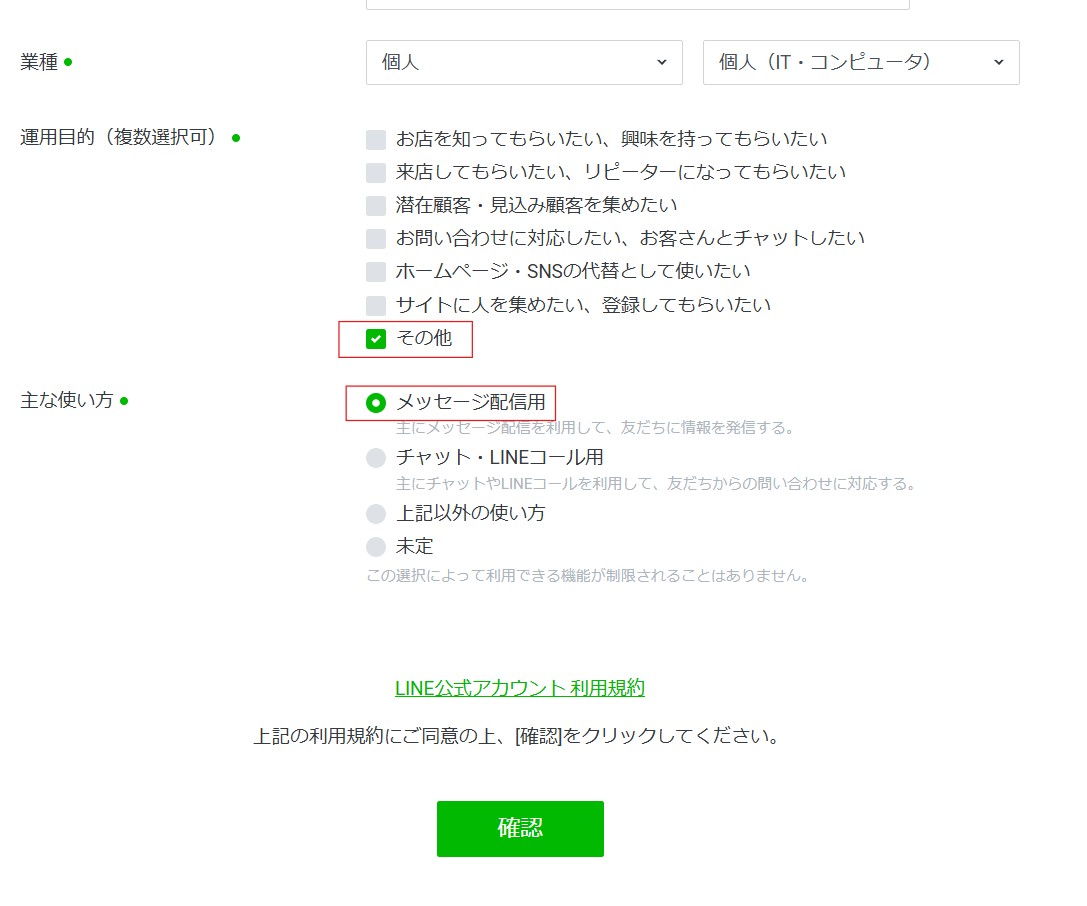 業種
個人
個人（IT・コンピュータ）
運用目的（複数選択可）
お店を知ってもらいたい、興味を持ってもらいたい
来店してもらいたい、リピーターになってもらいたい
潜在顧客・見込み顧客を集めたい
お問い合わせに対応したい、お客さんとチャットしたい
ホームページ・SNSの代替として使いたい
サイトに人を集めたい、登録してもらいたい
その他
主な使い方
メッセージ配信用
主にメッセージ配信を利用して、友だちに情報を発信する。
チャット・LINEコール用
主にチャットやLINEコールを利用して、友だちからの問い合わせに対応する。
上記以外の使い方
未定
この選択によって利用できる機能が制限されることはありません。
LINE公式アカウント 利用規約
上記の利用規約にご同意の上、[確認]をクリックしてください。
確認